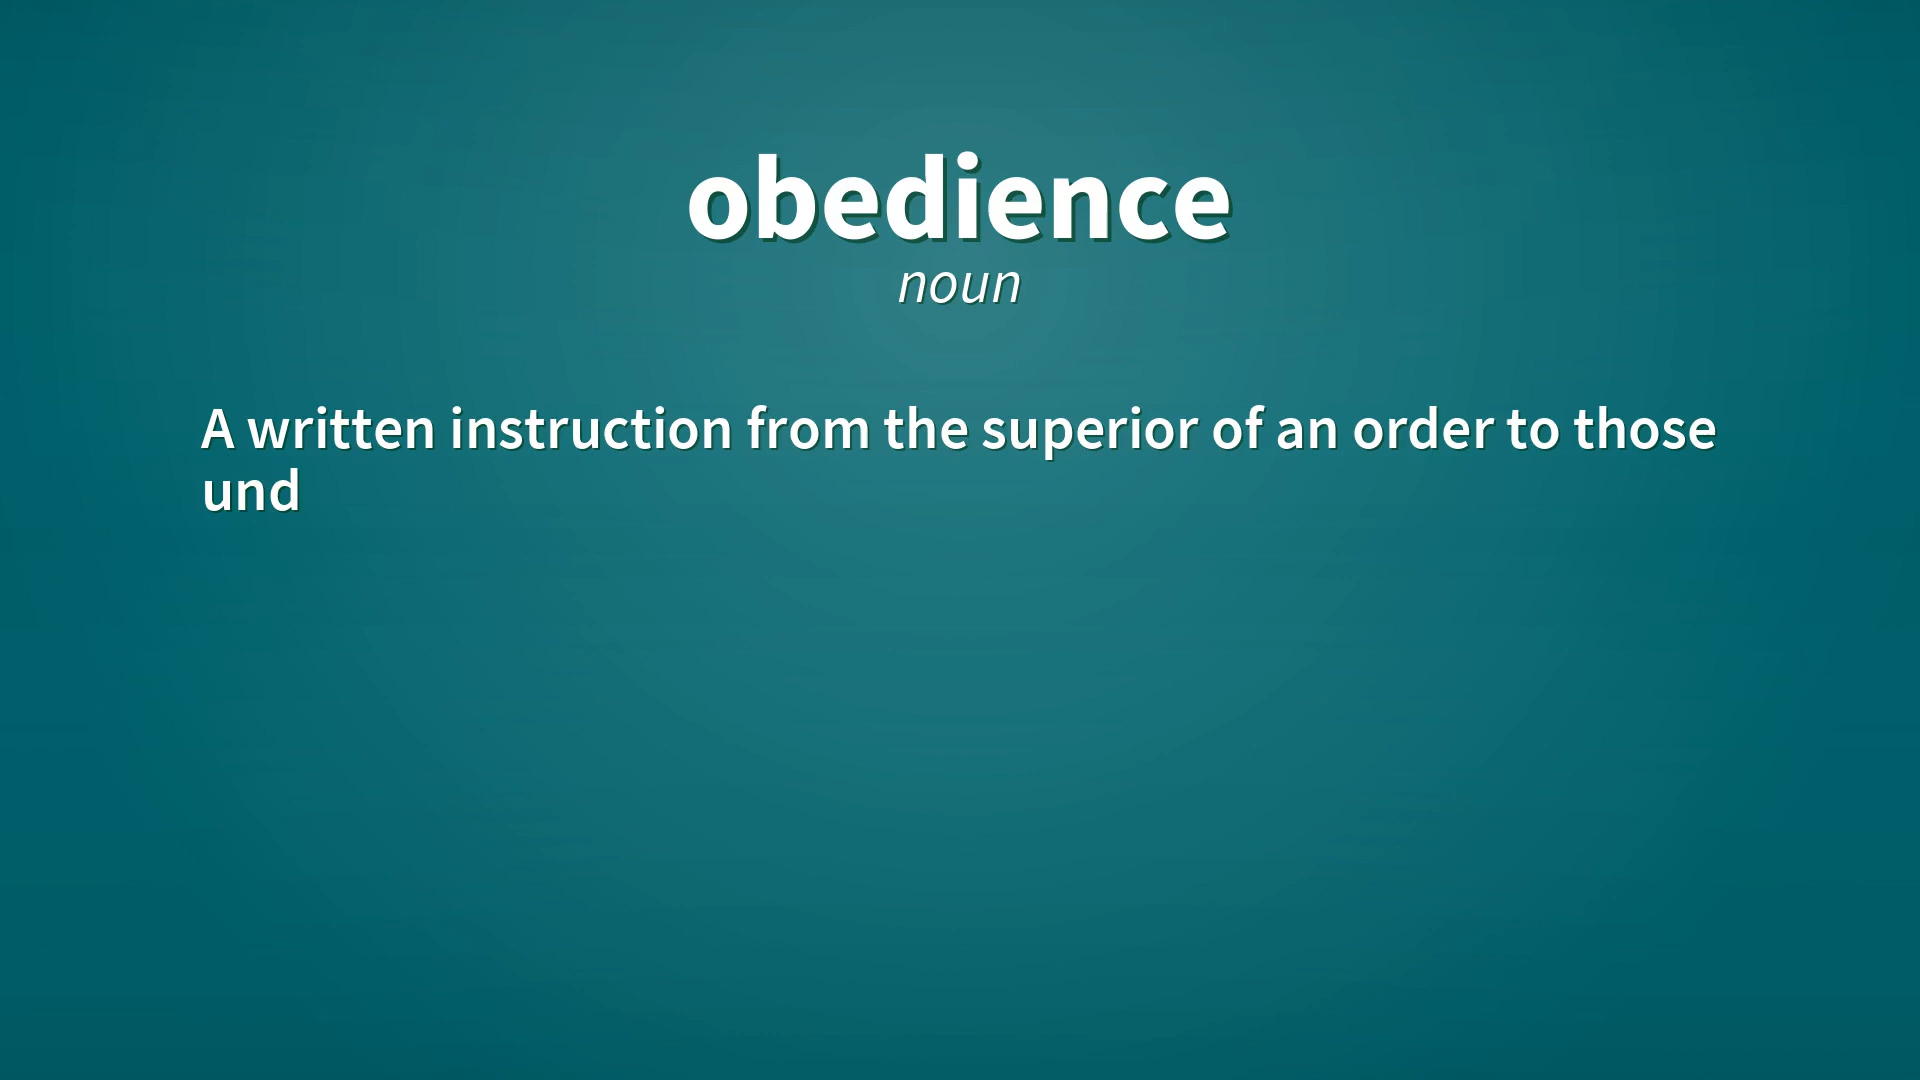 obedience
noun
A written instruction from the superior of an order to those
und